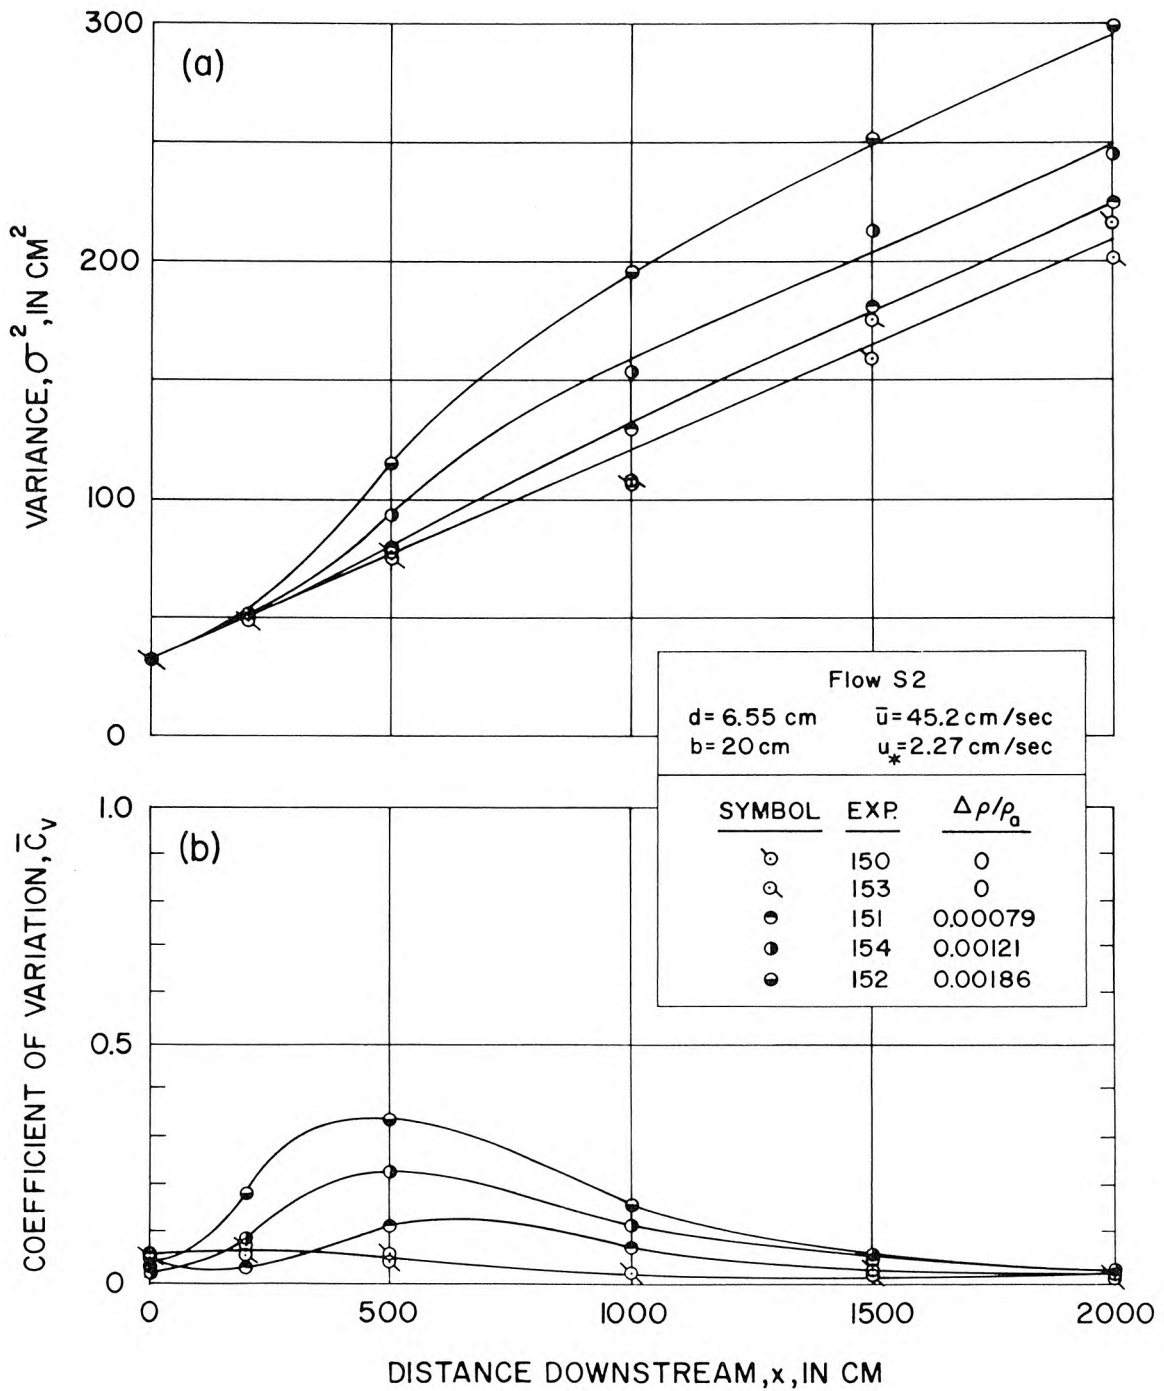 300
(a)
200
100
0
VARIANCE, σ², IN CM²
Flow S2
d= 6.55 cm ū=45.2 cm/sec
b= 20 cm u*=2.27 cm/sec
SYMBOL EXP. Δρ/ρa
150 0
153 0
151 0.00079
154 0.00121
152 0.00186
1.0
(b)
0.5
0
COEFFICIENT OF VARIATION, C̄v
0 500 1000 1500 2000
DISTANCE DOWNSTREAM, x, IN CM